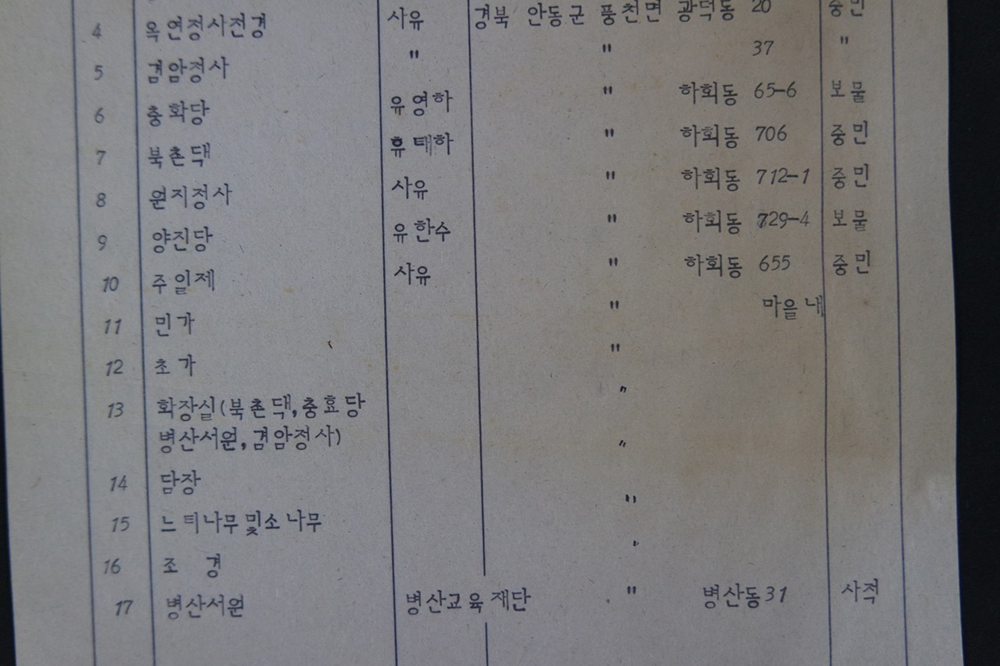 4 옥연정사전경 사유 경북 안동군 풍천면 광덕동 20 중민
5 겸암정사 " " 37 "
6 충화당 유영하 " 하회동 65-6 보물
7 북촌댁 류태하 " 하회동 706 중민
8 원지정사 사유 " 하회동 712-1 중민
9 양진당 유한수 " 하회동 729-4 보물
10 주일제 사유 " 하회동 655 중민
11 민가 " 마을내
12 초가 "
13 화장실(북촌댁,충효당 "
병산서원,겸암정사) "
14 담장 "
15 느티나무및소나무 "
16 조 경
17 병산서원 병산교육재단 " 병산동31 사적